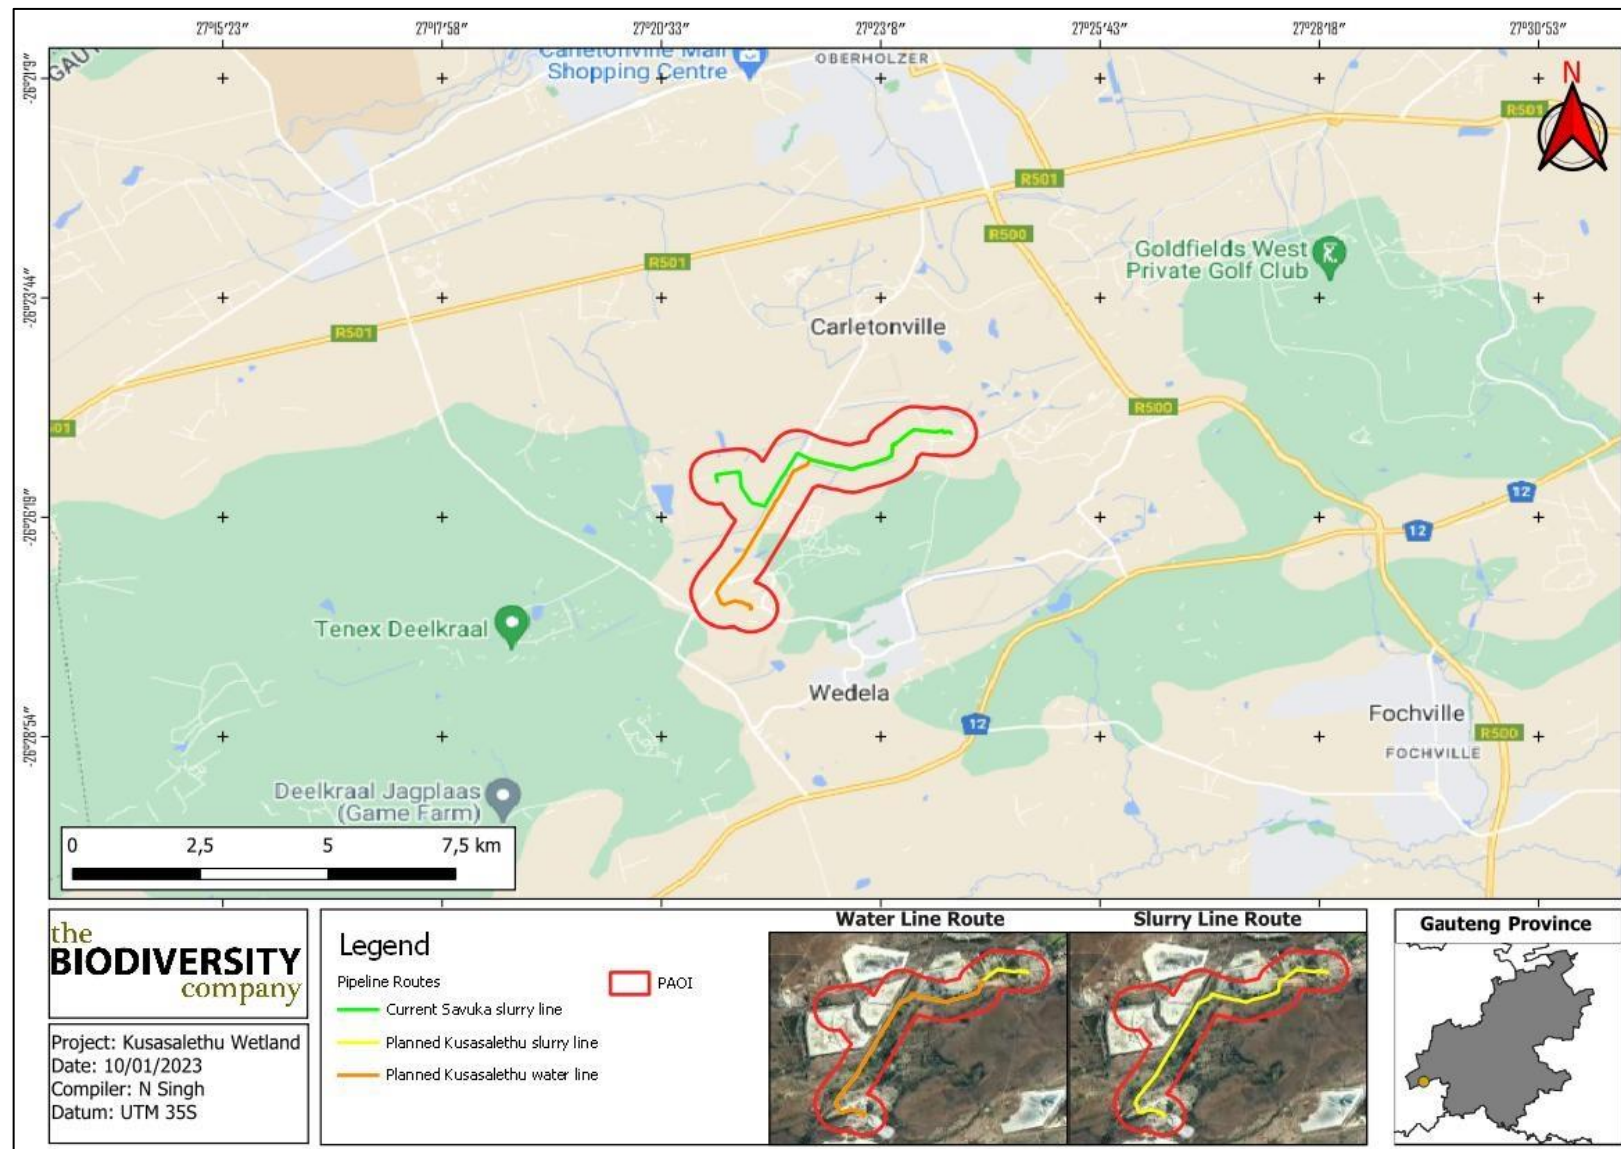 27°15'23" 27°17'58" 27°20'33" 27°23'8" 27°25'43" 27°28'18" 27°30'53"
-26°21'9"
-26°23'44"
-26°26'19"
-26°28'54"
GAUT
Carletonville Mall
Shopping Centre
OBERHOLZER
N
R501
R501
R500
R501
Goldfields West
Private Golf Club
R501
Carletonville
R500
501
12
12
Tenex Deelkraal
Wedela
Fochville
12
R500
FOCHVILLE
Deelkraal Jagplaas
(Game Farm)
0 2,5 5 7,5 km
the
BIODIVERSITY
company
Project: Kusasalethu Wetland
Date: 10/01/2023
Compiler: N Singh
Datum: UTM 35S
Legend
Pipeline Routes
Current Savuka slurry line
Planned Kusasalethu slurry line
Planned Kusasalethu water line
PAOI
Water Line Route
Slurry Line Route
Gauteng Province